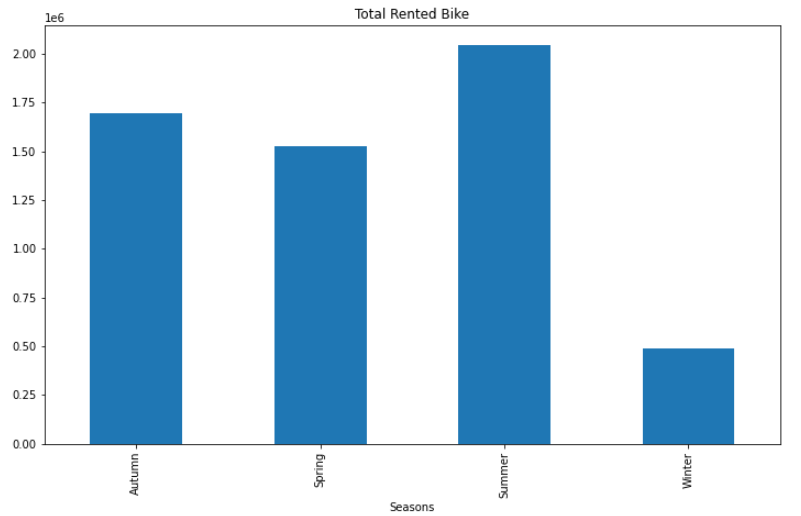 Total Rented Bike
1e6
2.00
1.75
1.50
1.25
1.00
0.75
0.50
0.25
0.00
Autumn
Spring
Summer
Winter
Seasons